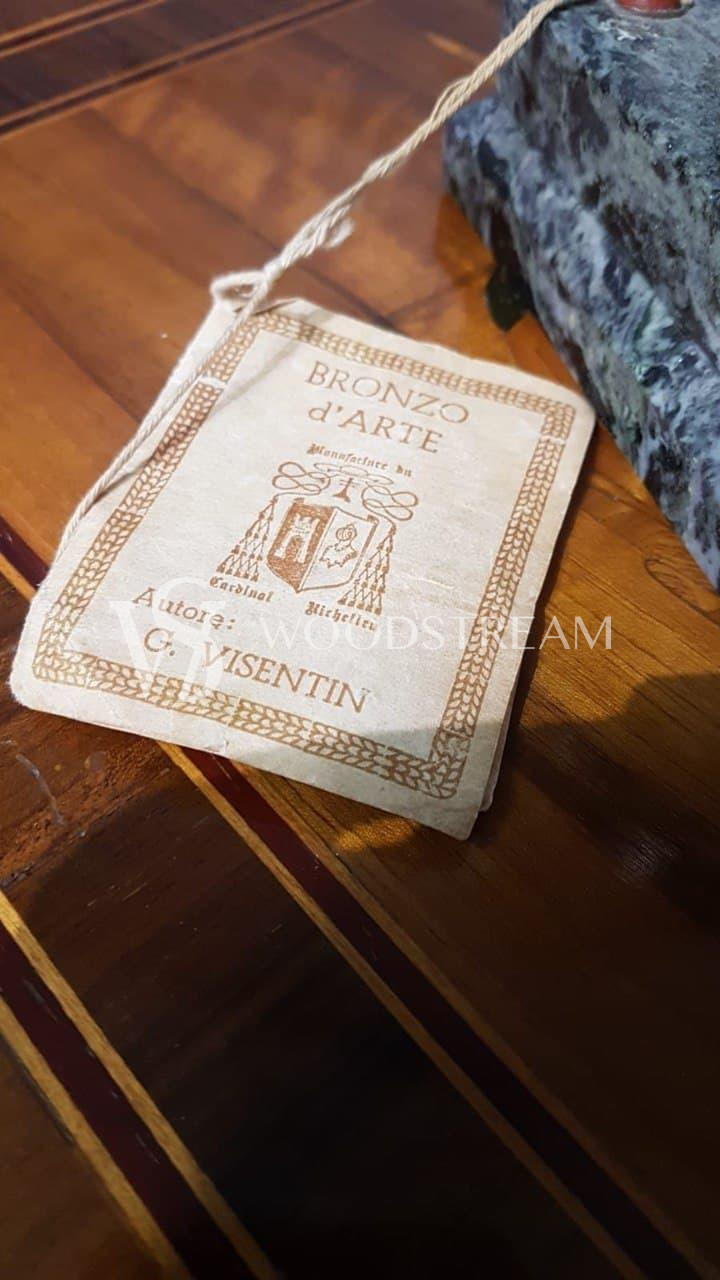 BRONZO
d'ARTE
Manufacture du
Cardinal Richelieu
Autore:
G. VISENTIN
WOODSTREAM